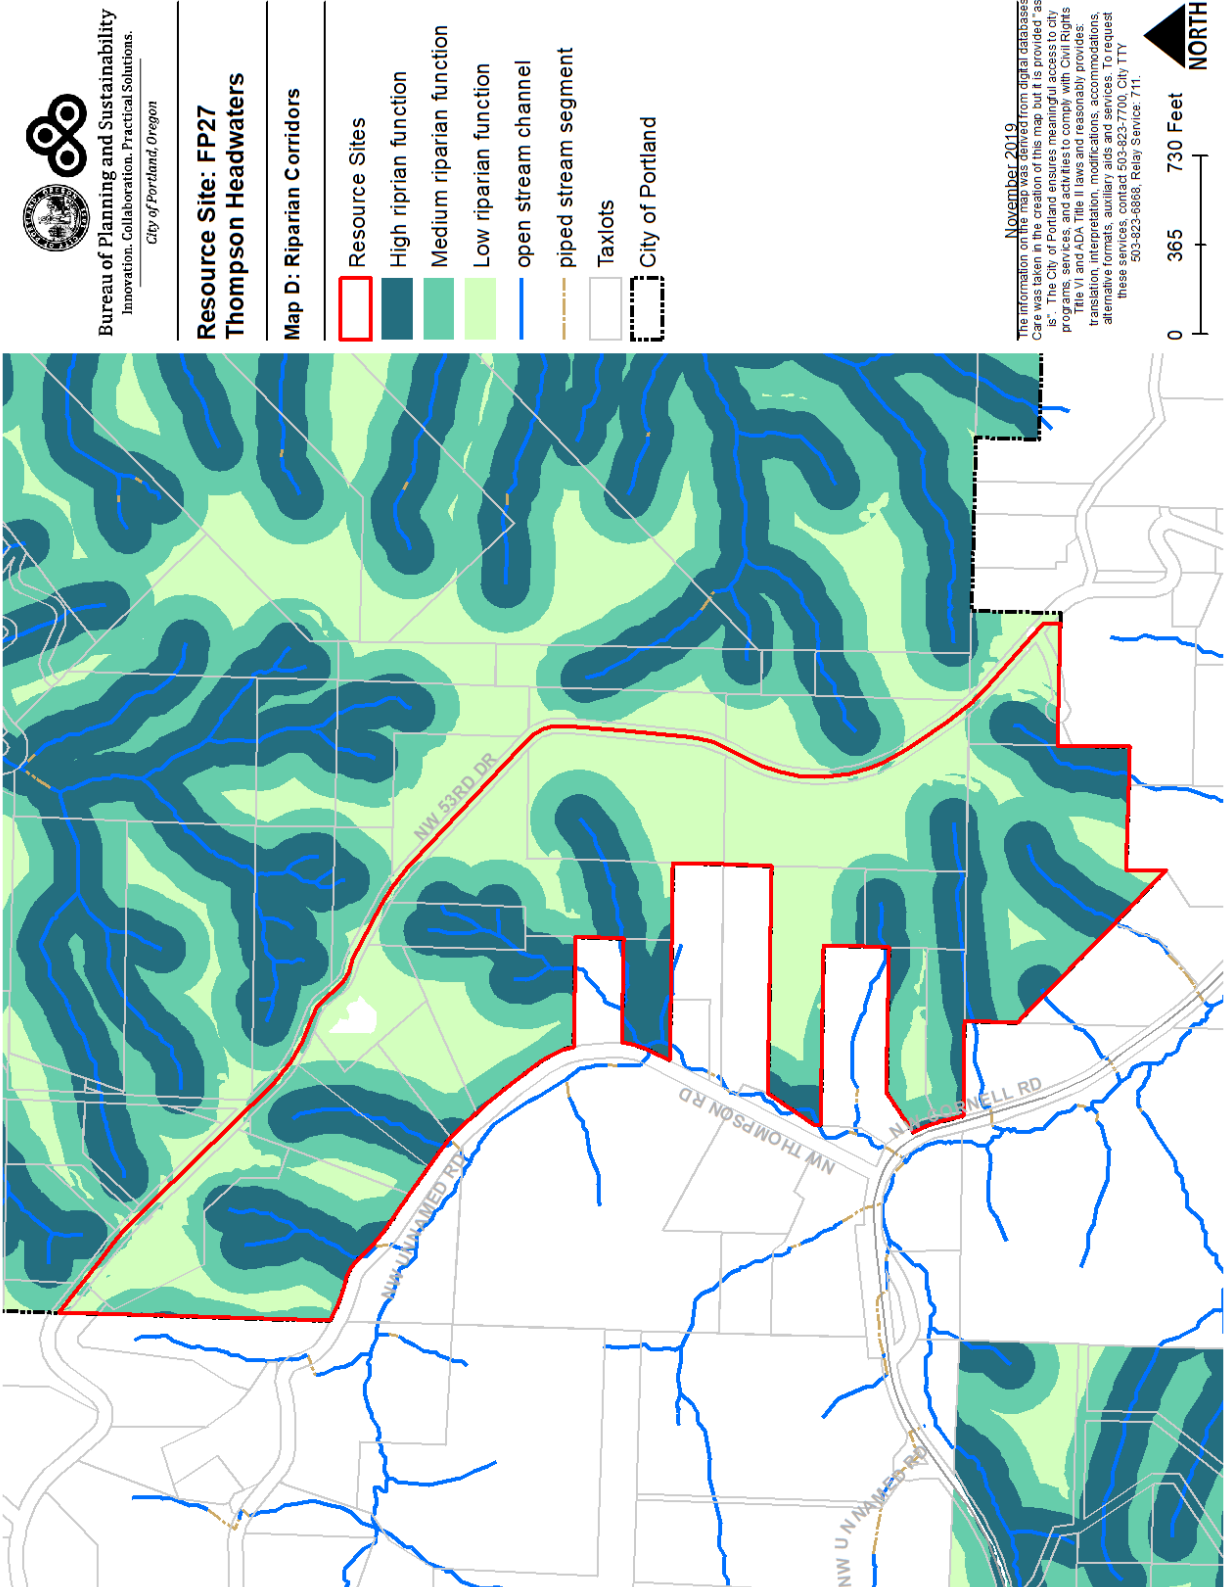 Bureau of Planning and Sustainability
Innovation. Collaboration. Practical Solutions.
City of Portland, Oregon
Resource Site: FP27
Thompson Headwaters
Map D: Riparian Corridors
Resource Sites
High riprian function
Medium riparian function
Low riparian function
open stream channel
piped stream segment
Taxlots
City of Portland
November 2019
The information on the map was derived from digital databases
Care was taken in the creation of this map but it is provided "as
is". The City of Portland ensures meaningful access to city
programs, services, and activities to comply with Civil Rights
Title VI and ADA Title II laws and reasonably provides:
translation, interpretation, modifications, accommodations,
alternative formats, auxiliary aids and services. To request
these services, contact 503-823-7700, City TTY
503-823-6868, Relay Service: 711.
0 365 730 Feet
NORTH
NW 53RD DR
NW UNNAMED RD
NW THOMPSON RD
NW CORNELL RD
NW UNNAMED RD